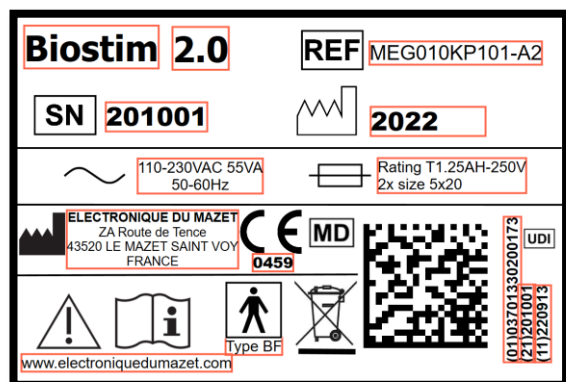 Biostim 2.0
REF MEG010KP101-A2
SN 201001
2022
110-230VAC 55VA
50-60Hz
Rating T1.25AH-250V
2x size 5x20
ELECTRONIQUE DU MAZET
ZA Route de Tence
43520 LE MAZET SAINT VOY
FRANCE
CE
0459
MD
UDI
(01)03701330200173
(21)201001
(11)220913
Type BF
www.electroniquedumazet.com